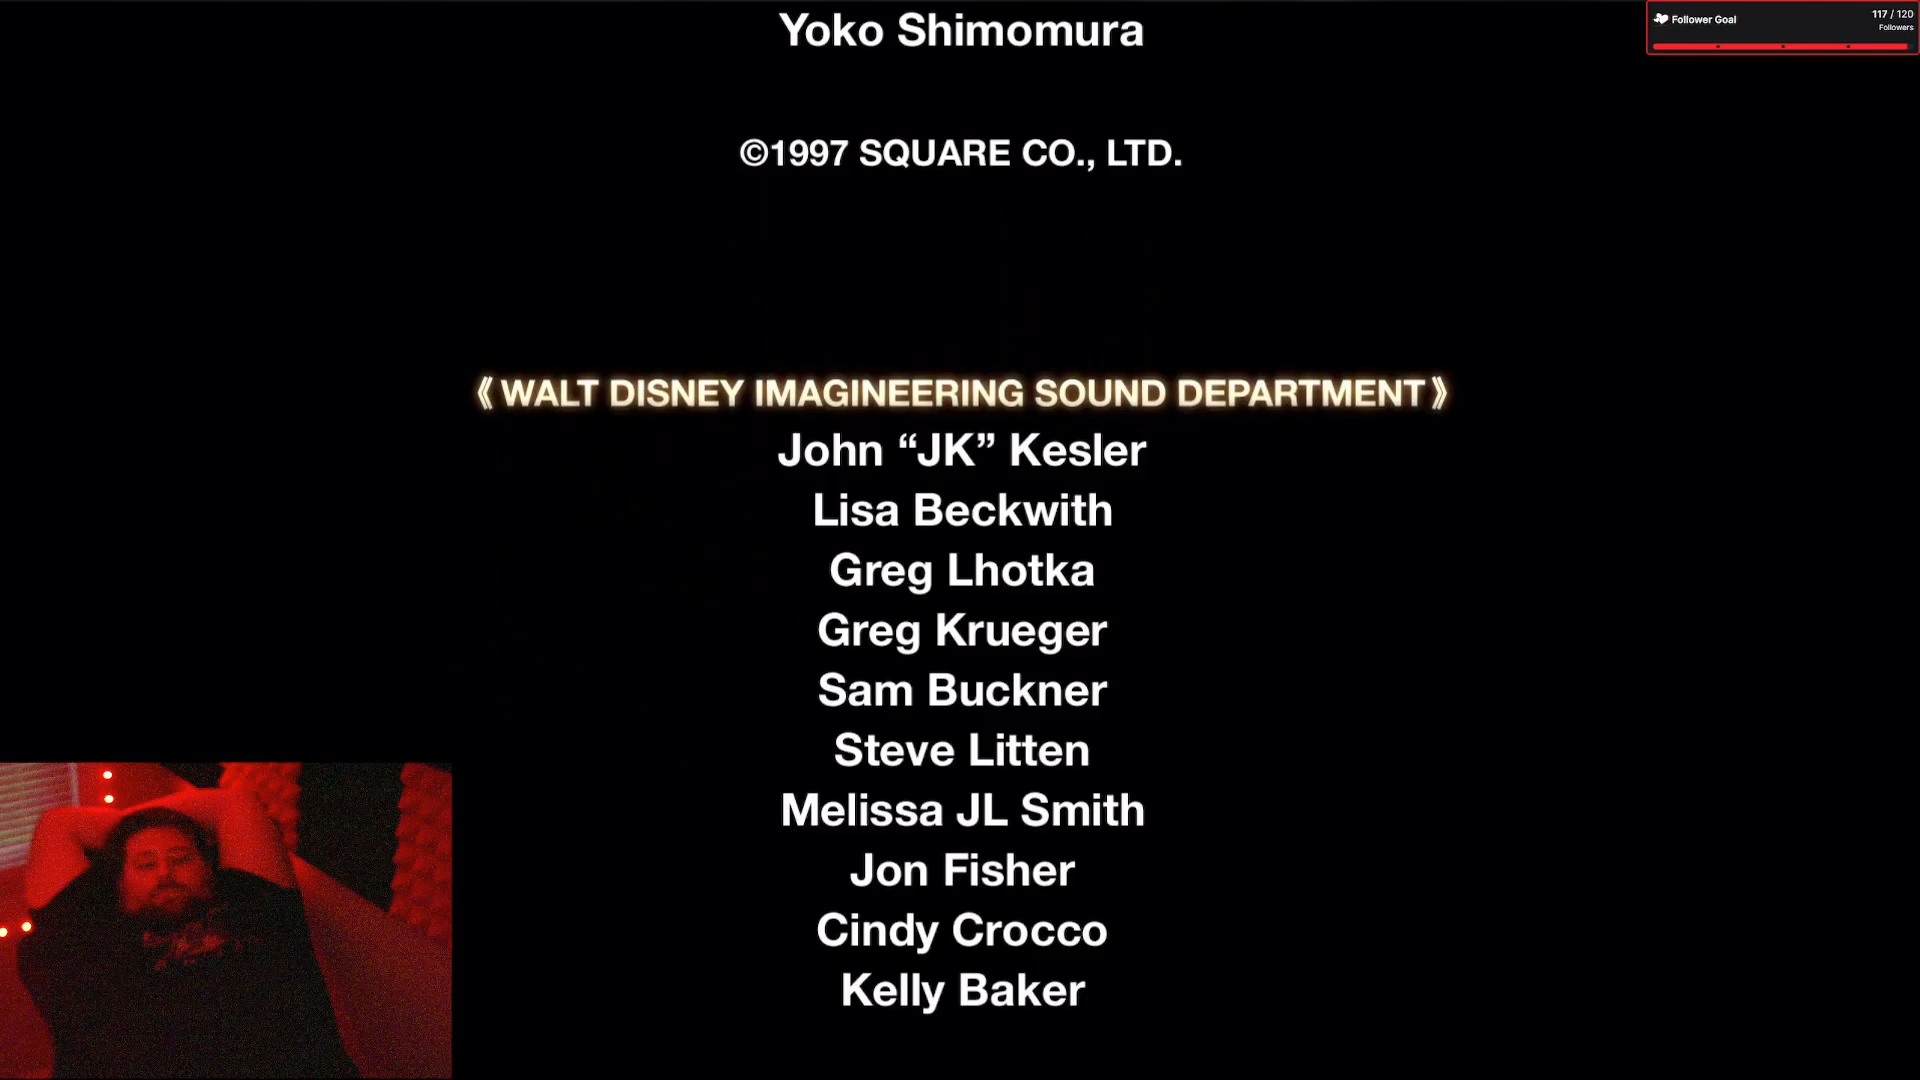 Yoko Shimomura
Follower Goal
117 / 120
Followers
©1997 SQUARE CO., LTD.
《WALT DISNEY IMAGINEERING SOUND DEPARTMENT》
John “JK” Kesler
Lisa Beckwith
Greg Lhotka
Greg Krueger
Sam Buckner
Steve Litten
Melissa JL Smith
Jon Fisher
Cindy Crocco
Kelly Baker